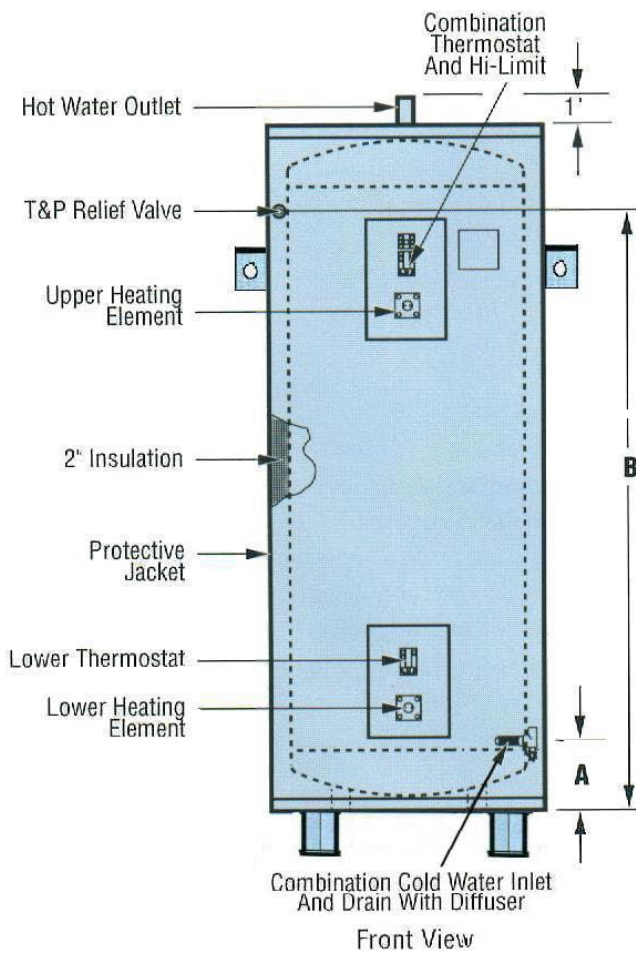 Combination
Thermostat
And Hi-Limit
Hot Water Outlet
1"
T&P Relief Valve
Upper Heating
Element
2" Insulation
B
Protective
Jacket
Lower Thermostat
Lower Heating
Element
A
Combination Cold Water Inlet
And Drain With Diffuser
Front View